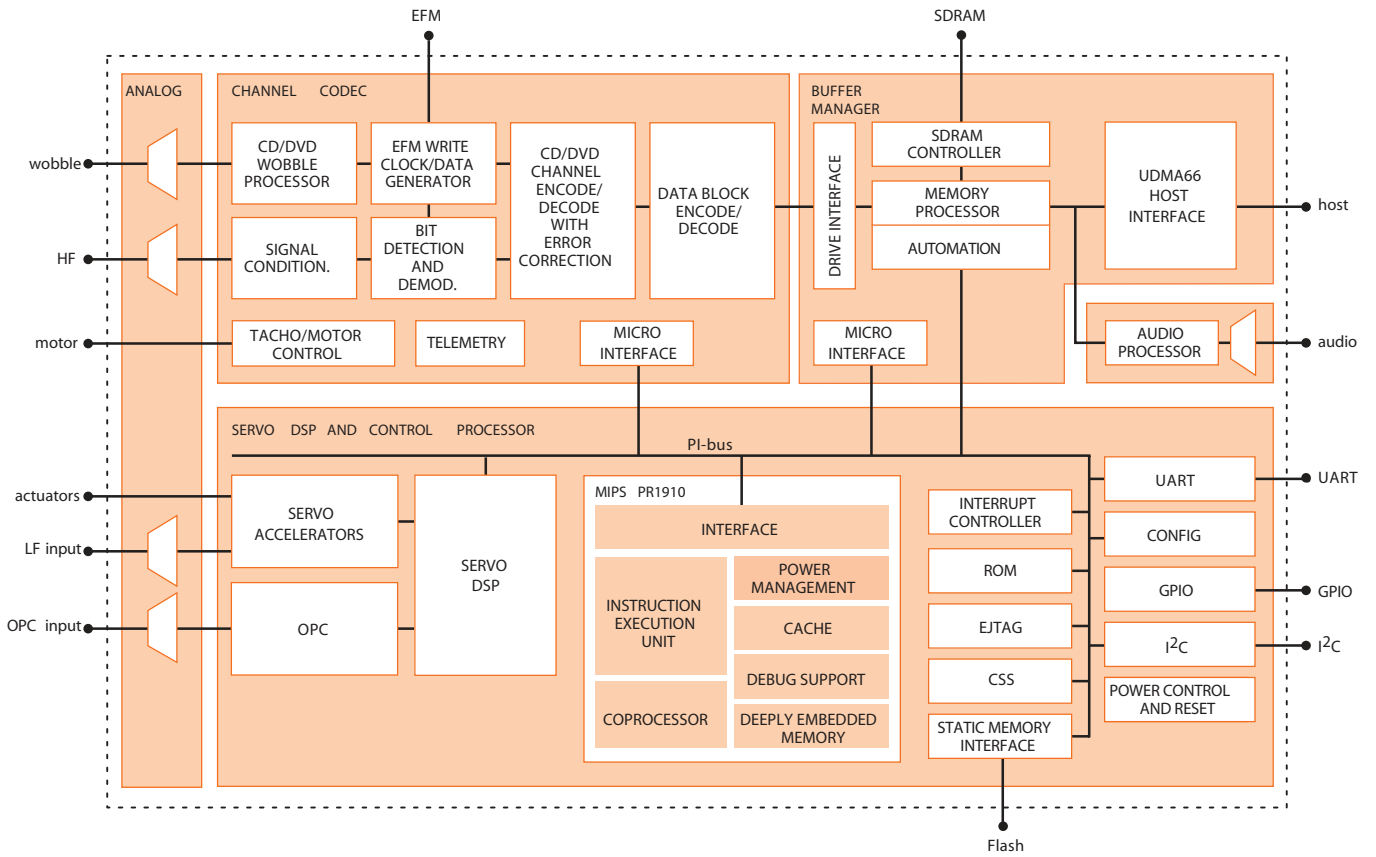 EFM
SDRAM
ANALOG
CHANNEL CODEC
BUFFER
MANAGER
wobble
HF
motor
CD/DVD
WOBBLE
PROCESSOR
EFM WRITE
CLOCK/DATA
GENERATOR
CD/DVD
CHANNEL
ENCODE/
DECODE
WITH
ERROR
CORRECTION
DATA BLOCK
ENCODE/
DECODE
SIGNAL
CONDITION.
BIT
DETECTION
AND
DEMOD.
TACHO/MOTOR
CONTROL
TELEMETRY
MICRO
INTERFACE
DRIVE INTERFACE
SDRAM
CONTROLLER
MEMORY
PROCESSOR
AUTOMATION
UDMA66
HOST
INTERFACE
host
MICRO
INTERFACE
AUDIO
PROCESSOR
audio
SERVO DSP AND CONTROL PROCESSOR
PI-bus
actuators
LF input
OPC input
SERVO
ACCELERATORS
OPC
SERVO
DSP
MIPS PR1910
INTERFACE
INSTRUCTION
EXECUTION
UNIT
COPROCESSOR
POWER
MANAGEMENT
CACHE
DEBUG SUPPORT
DEEPLY EMBEDDED
MEMORY
INTERRUPT
CONTROLLER
ROM
EJTAG
CSS
STATIC MEMORY
INTERFACE
UART
CONFIG
GPIO
I²C
POWER CONTROL
AND RESET
UART
GPIO
I²C
Flash